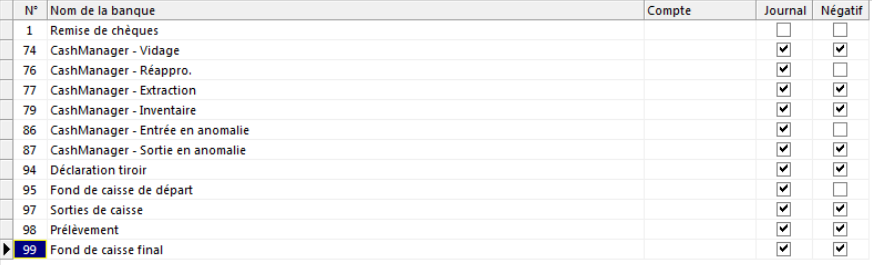 N° Nom de la banque Compte Journal Négatif
1 Remise de chèques
74 CashManager - Vidage
76 CashManager - Réappro.
77 CashManager - Extraction
79 CashManager - Inventaire
86 CashManager - Entrée en anomalie
87 CashManager - Sortie en anomalie
94 Déclaration tiroir
95 Fond de caisse de départ
97 Sorties de caisse
98 Prélèvement
99 Fond de caisse final